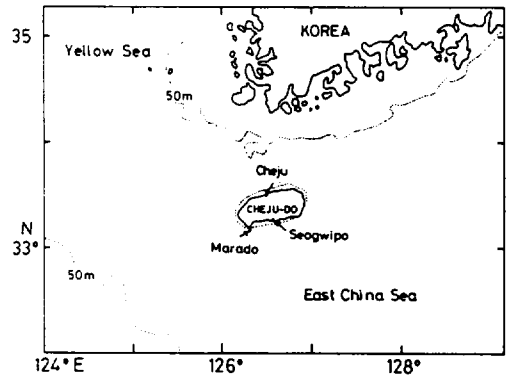 35
KOREA
Yellow Sea
50m
Cheju
CHEJU-DO
N
33°
Marado
Seogwipo
50m
East China Sea
124°E
126°
128°